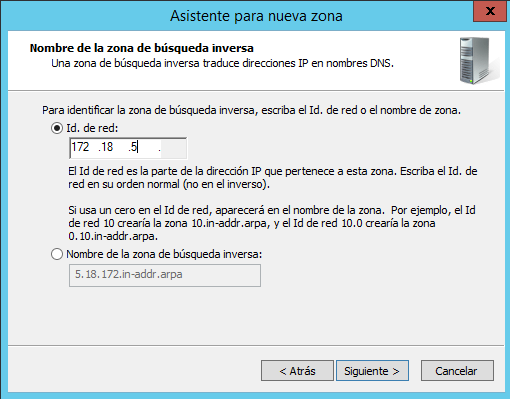 Asistente para nueva zona
x
Nombre de la zona de búsqueda inversa
Una zona de búsqueda inversa traduce direcciones IP en nombres DNS.
Para identificar la zona de búsqueda inversa, escriba el Id. de red o el nombre de zona.
Id. de red:
172 .18 .5 .
El Id de red es la parte de la dirección IP que pertenece a esta zona. Escriba el Id. de
red en su orden normal (no en el inverso).
Si usa un cero en el Id de red, aparecerá en el nombre de la zona. Por ejemplo, el Id
de red 10 crearía la zona 10.in-addr.arpa, y el Id de red 10.0 crearía la zona
0.10.in-addr.arpa.
Nombre de la zona de búsqueda inversa:
5.18.172.in-addr.arpa
< Atrás
Siguiente >
Cancelar